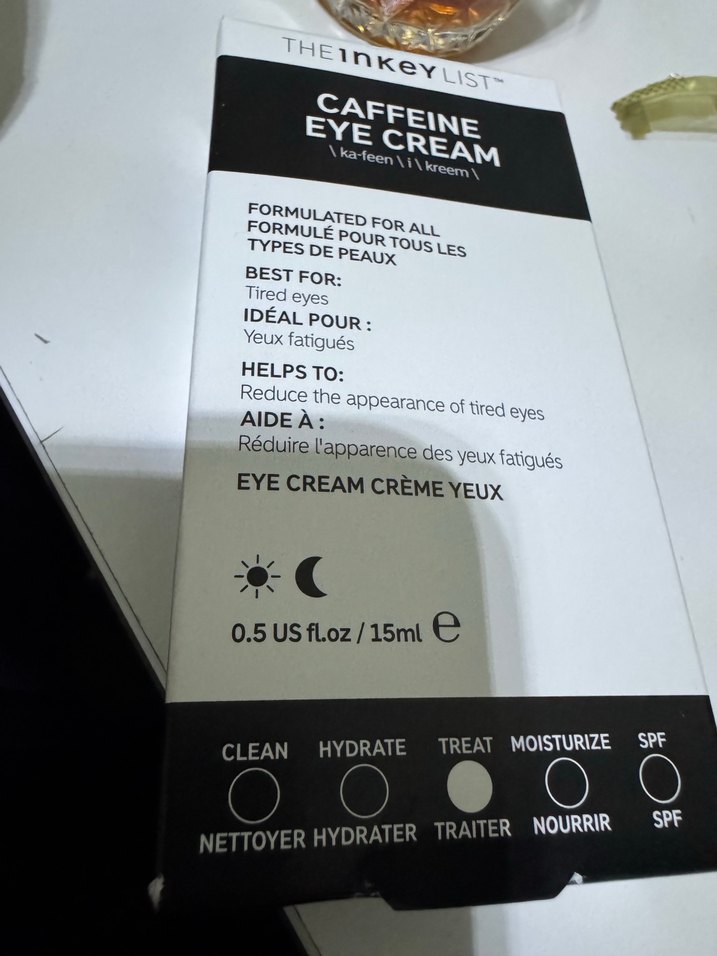 THE INKEY LIST™
CAFFEINE
EYE CREAM
\ ka-feen \ i \ kreem \
FORMULATED FOR ALL
FORMULÉ POUR TOUS LES
TYPES DE PEAUX
BEST FOR:
Tired eyes
IDÉAL POUR :
Yeux fatigués
HELPS TO:
Reduce the appearance of tired eyes
AIDE À :
Réduire l'apparence des yeux fatigués
EYE CREAM CRÈME YEUX
0.5 US fl.oz / 15ml ℮
CLEAN HYDRATE TREAT MOISTURIZE SPF
NETTOYER HYDRATER TRAITER NOURRIR SPF